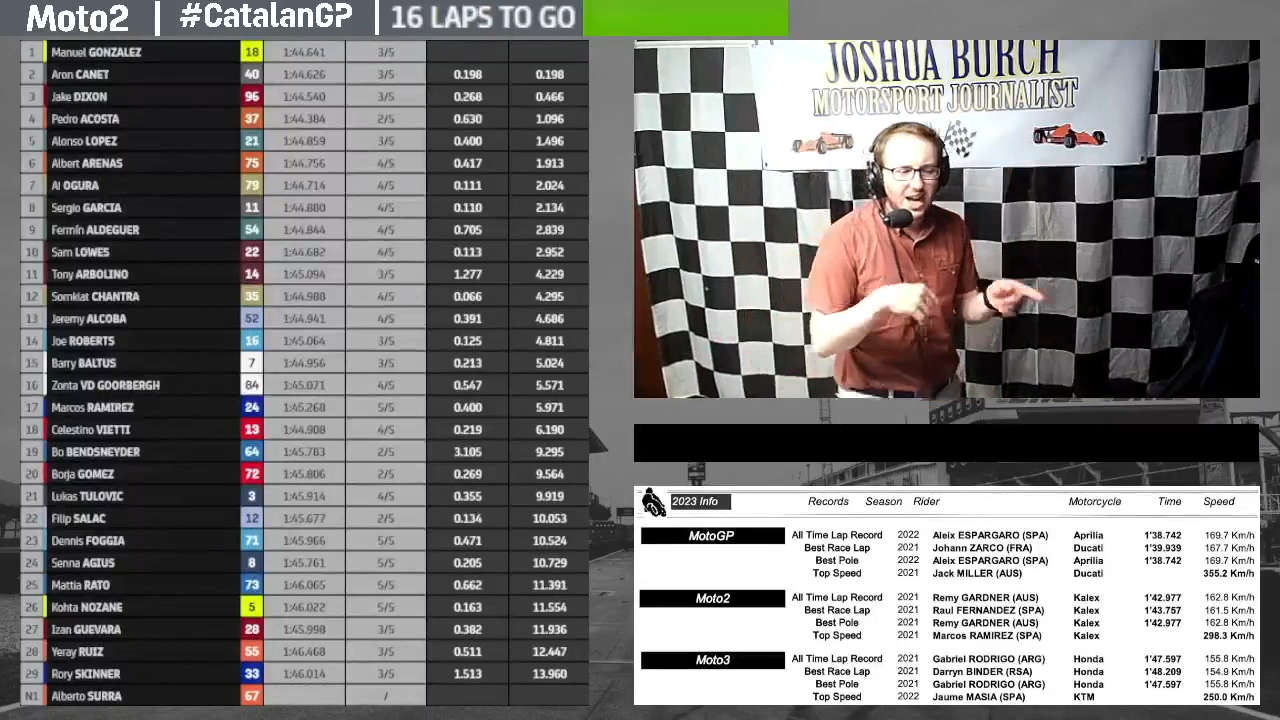 Moto2 | #CatalanGP | 16 LAPS TO GO
1 Manuel GONZALEZ 18 1:44.641 3/5
2 Aron CANET 40 1:44.626 3/5 0.198 0.198
3 Jake DIXON 96 1:44.540 3/5 0.268 0.466
4 Pedro ACOSTA 37 1:44.384 2/5 0.630 1.096
5 Alonso LOPEZ 21 1:44.859 3/5 0.400 1.496
6 Albert ARENAS 75 1:44.756 4/5 0.417 1.913
7 Ai OGURA 79 1:44.714 4/5 0.111 2.024
8 Sergio GARCIA 11 1:44.880 4/5 0.110 2.134
9 Fermín ALDEGUER 54 1:44.844 4/5 0.705 2.839
10 Sam LOWES 22 1:44.682 4/5 0.113 2.952
11 Tony ARBOLINO 14 1:45.094 3/5 1.277 4.229
12 Somkiat CHANTRA 35 1:44.988 4/5 0.066 4.295
13 Jeremy ALCOBA 52 1:44.941 4/5 0.391 4.686
14 Joe ROBERTS 16 1:45.064 3/5 0.125 4.811
15 Barry BALTUS 7 1:44.956 3/5 0.213 5.024
16 Zonta VD GOORBERGH 84 1:45.071 4/5 0.547 5.571
17 Marcos RAMIREZ 24 1:45.268 5/5 0.400 5.971
18 Celestino VIETTI 13 1:44.908 4/5 0.219 6.190
19 Bo BENDSNEYDER 64 1:45.783 2/5 3.105 9.295
20 Borja GOMEZ 72 1:45.806 2/5 0.269 9.564
21 Lukas TULOVIC 3 1:45.914 3/5 0.355 9.919
22 Filip SALAC 12 1:45.677 4/5 0.134 10.053
23 Dennis FOGGIA 71 1:45.966 5/5 0.471 10.524
24 Senna AGIUS 8 4/5 0.205 10.729
25 Mattia RATO 73 1:46.065 5/5 0.662 11.391
26 Kohta NOZANE 5 1:46.022 5/5 0.163 11.554
27 Izan GUEVARA 28 3/5 0.382 11.936
28 Yeray RUIZ 55 3/5 0.511 12.447
29 Rory SKINNER 33 3/5
N1 Alberto SURRA 67
JOSHUA BURCH
MOTORSPORT JOURNALIST
2023 Info Records Season Rider Motorcycle Time Speed
MotoGP All Time Lap Record 2022 Aleix ESPARGARO (SPA) Aprilia 1'38.742 169.7 Km/h
Best Race Lap 2021 Johann ZARCO (FRA) Ducati 1'39.939 167.7 Km/h
Best Pole 2022 Aleix ESPARGARO (SPA) Aprilia 1'38.742 169.7 Km/h
Top Speed 2021 Jack MILLER (AUS) Ducati 355.2 Km/h
Moto2 All Time Lap Record 2021 Remy GARDNER (AUS) Kalex 1'42.977 162.8 Km/h
Best Race Lap 2021 Raul FERNANDEZ (SPA) Kalex 1'43.757 161.5 Km/h
Best Pole 2021 Remy GARDNER (AUS) Kalex 1'42.977 162.8 Km/h
Top Speed 2021 Marcos RAMIREZ (SPA) Kalex 298.3 Km/h
Moto3 All Time Lap Record 2021 Gabriel RODRIGO (ARG) Honda 1'47.597 155.8 Km/h
Best Race Lap 2021 Darryn BINDER (RSA) Honda 1'48.209 154.9 Km/h
Best Pole 2021 Gabriel RODRIGO (ARG) Honda 1'47.597 155.8 Km/h
Top Speed 2022 Jaume MASIA (SPA) KTM 250.0 Km/h